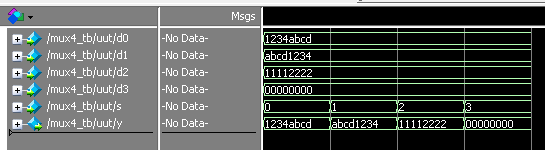 Msgs
/mux4_tb/uut/d0 -No Data- 1234abcd
/mux4_tb/uut/d1 -No Data- abcd1234
/mux4_tb/uut/d2 -No Data- 11112222
/mux4_tb/uut/d3 -No Data- 00000000
/mux4_tb/uut/s -No Data- 0 1 2 3
/mux4_tb/uut/y -No Data- 1234abcd abcd1234 11112222 00000000